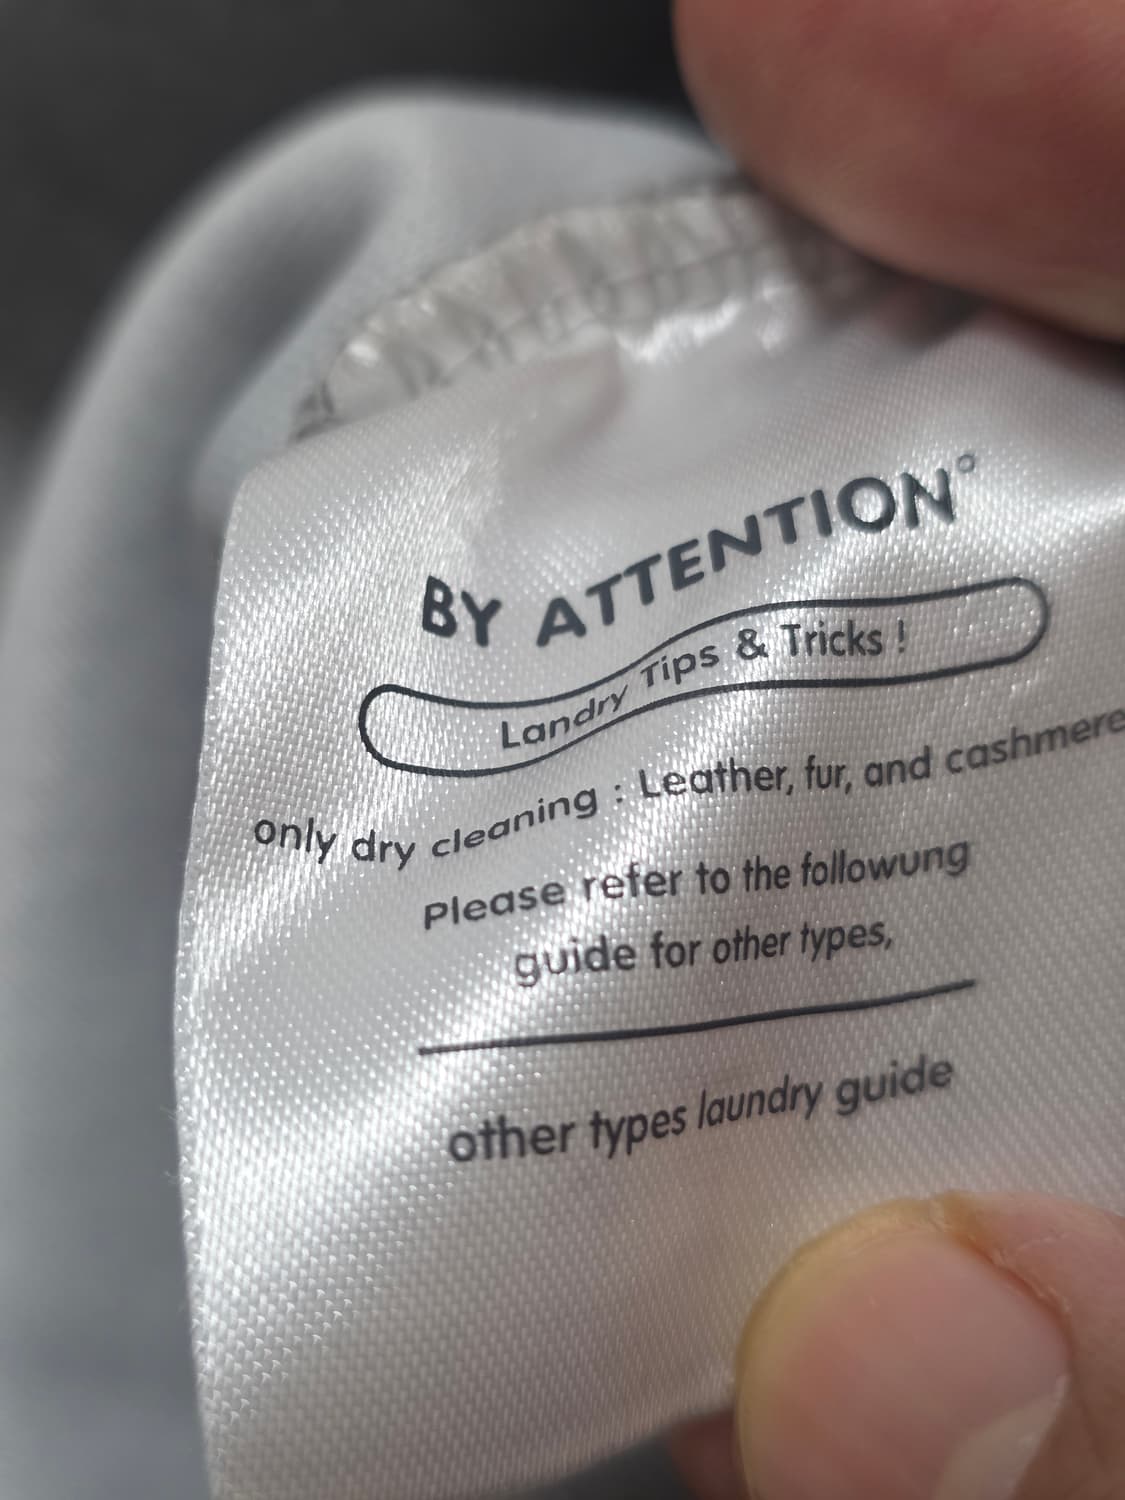 BY ATTENTION°
Landry Tips & Tricks !
only dry cleaning : Leather, fur, and cashmere
Please refer to the followung
guide for other types,
other types laundry guide